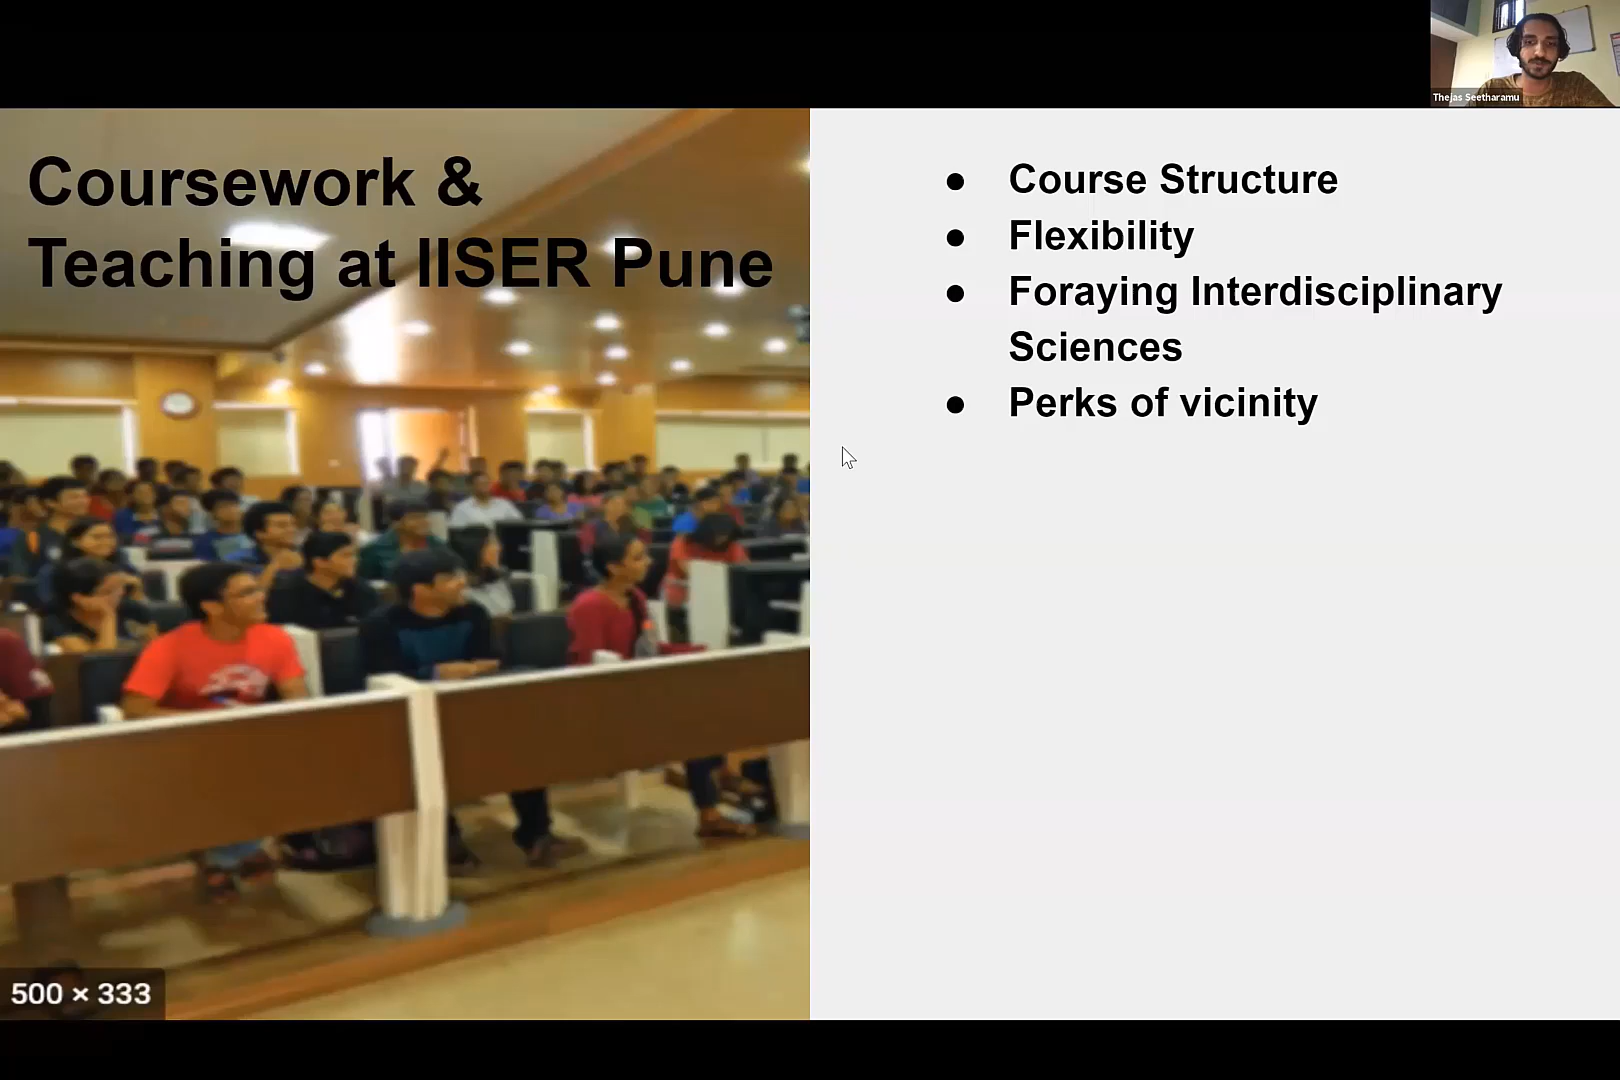 Thejas Seetharamu
Coursework &
Teaching at IISER Pune
● Course Structure
● Flexibility
● Foraying Interdisciplinary
Sciences
● Perks of vicinity
500 × 333